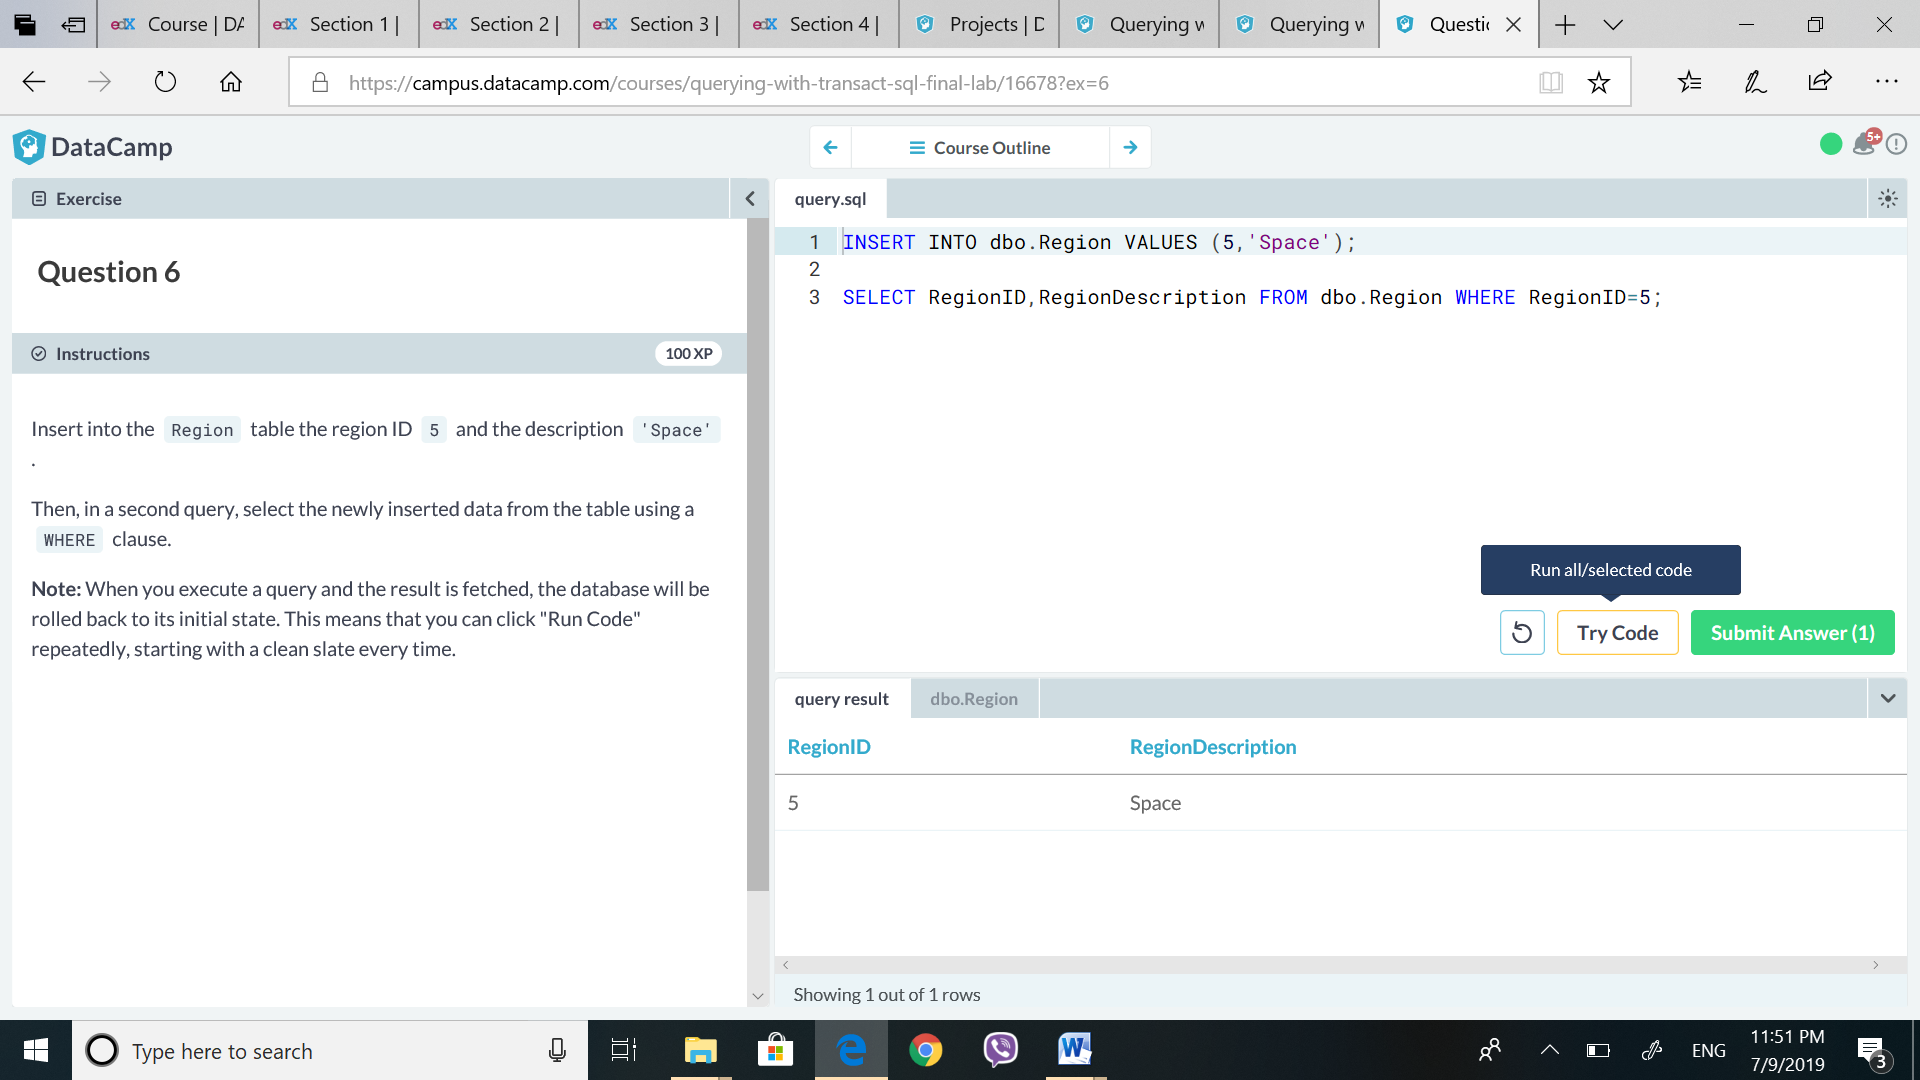 Course | DA
Section 1 |
Section 2 |
Section 3 |
Section 4 |
Projects | D
Querying w
Querying w
Questi
https://campus.datacamp.com/courses/querying-with-transact-sql-final-lab/16678?ex=6
DataCamp
Course Outline
5+
Exercise
Question 6
Instructions
100 XP
Insert into the Region table the region ID 5 and the description 'Space'
.
Then, in a second query, select the newly inserted data from the table using a
WHERE clause.
Note: When you execute a query and the result is fetched, the database will be
rolled back to its initial state. This means that you can click "Run Code"
repeatedly, starting with a clean slate every time.
query.sql
1 INSERT INTO dbo.Region VALUES (5,'Space');
2
3 SELECT RegionID,RegionDescription FROM dbo.Region WHERE RegionID=5;
Run all/selected code
Try Code
Submit Answer (1)
query result
dbo.Region
RegionID RegionDescription
5 Space
Showing 1 out of 1 rows
Type here to search
ENG
11:51 PM
7/9/2019
3